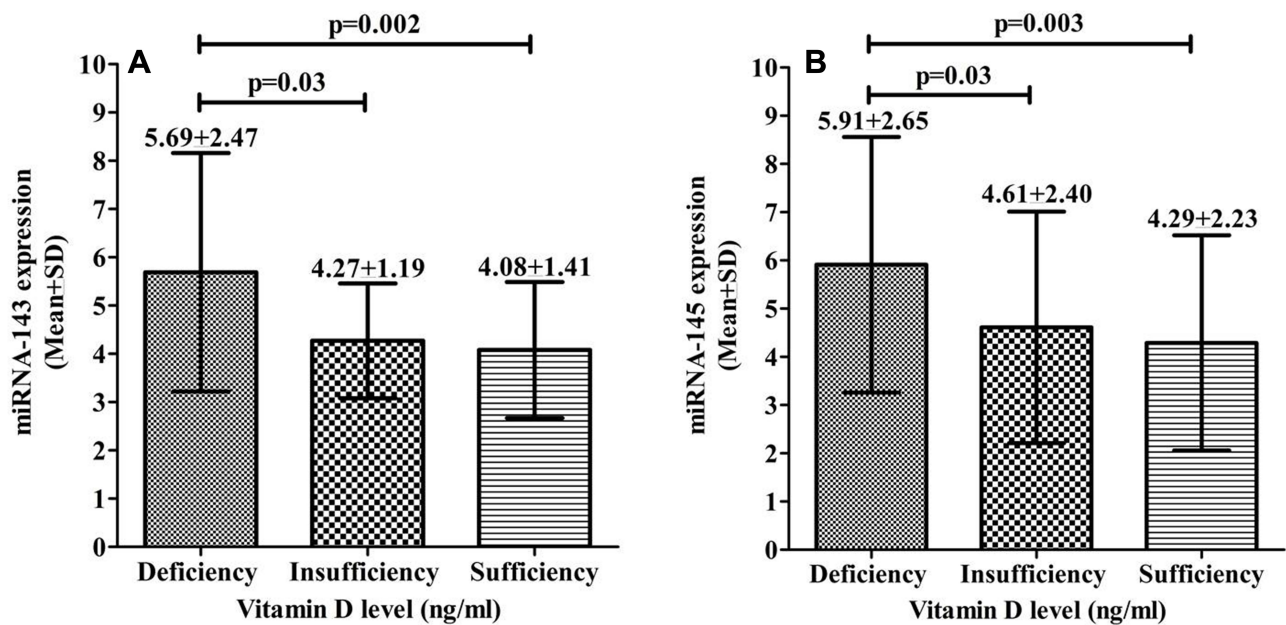 A
p=0.002
p=0.03
5.69±2.47
4.27±1.19
4.08±1.41
miRNA-143 expression
(Mean±SD)
10
9
8
7
6
5
4
3
2
1
0
Deficiency
Insufficiency
Sufficiency
Vitamin D level (ng/ml)
B
p=0.003
p=0.03
5.91±2.65
4.61±2.40
4.29±2.23
miRNA-145 expression
(Mean±SD)
10
9
8
7
6
5
4
3
2
1
0
Deficiency
Insufficiency
Sufficiency
Vitamin D level (ng/ml)